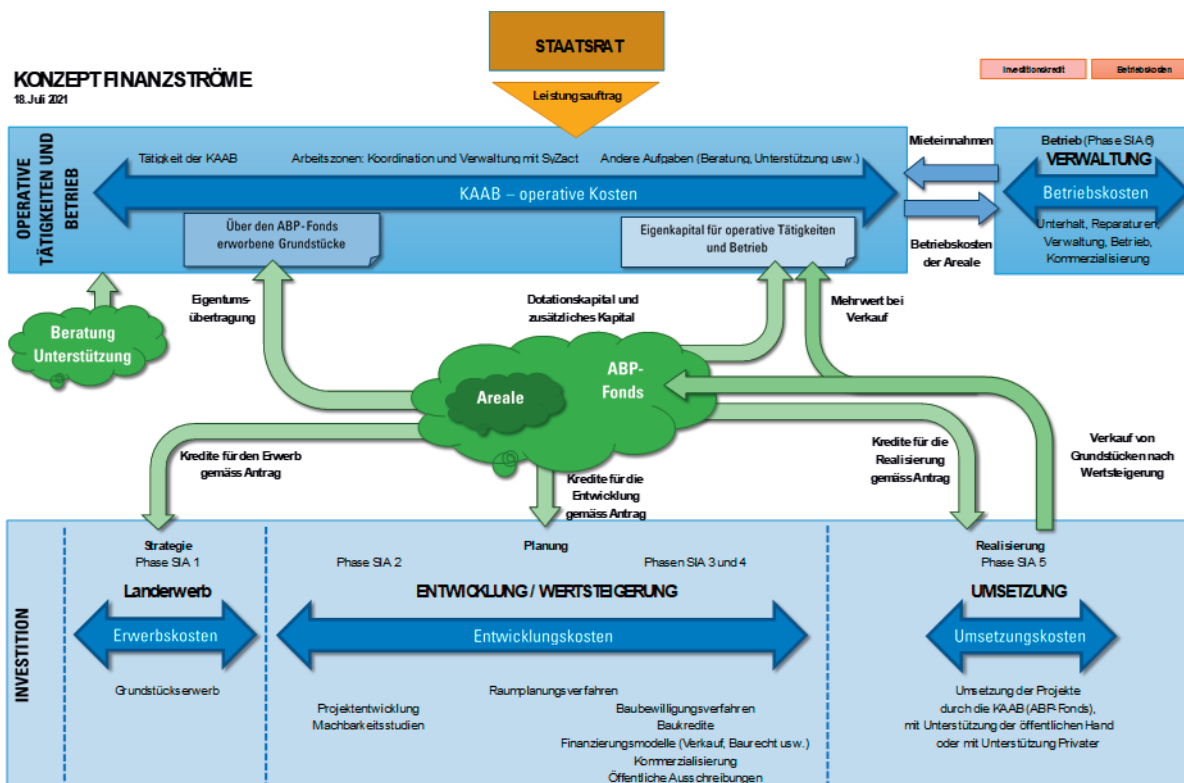 STAATSRAT
Leistungsauftrag
KONZEPT FINANZSTRÖME
18. Juli 2021
Investitionskredit
Betriebskosten
OPERATIVE
TÄTIGKEITEN UND
BETRIEB
Tätigkeit der KAAB
Arbeitszonen: Koordination und Verwaltung mit SyZact
Andere Aufgaben (Beratung, Unterstützung usw.)
KAAB – operative Kosten
Über den ABP-Fonds
erworbene Grundstücke
Eigenkapital für operative Tätigkeiten
und Betrieb
Mieteinnahmen
Betriebskosten
der Areale
Betrieb (Phase SIA 6)
VERWALTUNG
Betriebskosten
Unterhalt, Reparaturen,
Verwaltung, Betrieb,
Kommerzialisierung
Beratung
Unterstützung
Eigentums-
übertragung
Dotationskapital und
zusätzliches Kapital
Mehrwert bei
Verkauf
Areale
ABP-
Fonds
Kredite für den Erwerb
gemäss Antrag
Kredite für die
Entwicklung
gemäss Antrag
Kredite für die
Realisierung
gemäss Antrag
Verkauf von
Grundstücken nach
Wertsteigerung
INVESTITION
Strategie
Phase SIA 1
Landerwerb
Erwerbskosten
Grundstückserwerb
Planung
Phase SIA 2
Phasen SIA 3 und 4
ENTWICKLUNG / WERTSTEIGERUNG
Entwicklungskosten
Raumplanungsverfahren
Projektentwicklung
Machbarkeitsstudien
Baubewilligungsverfahren
Baukredite
Finanzierungsmodelle (Verkauf, Baurecht usw.)
Kommerzialisierung
Öffentliche Ausschreibungen
Realisierung
Phase SIA 5
UMSETZUNG
Umsetzungskosten
Umsetzung der Projekte
durch die KAAB (ABP-Fonds),
mit Unterstützung der öffentlichen Hand
oder mit Unterstützung Privater